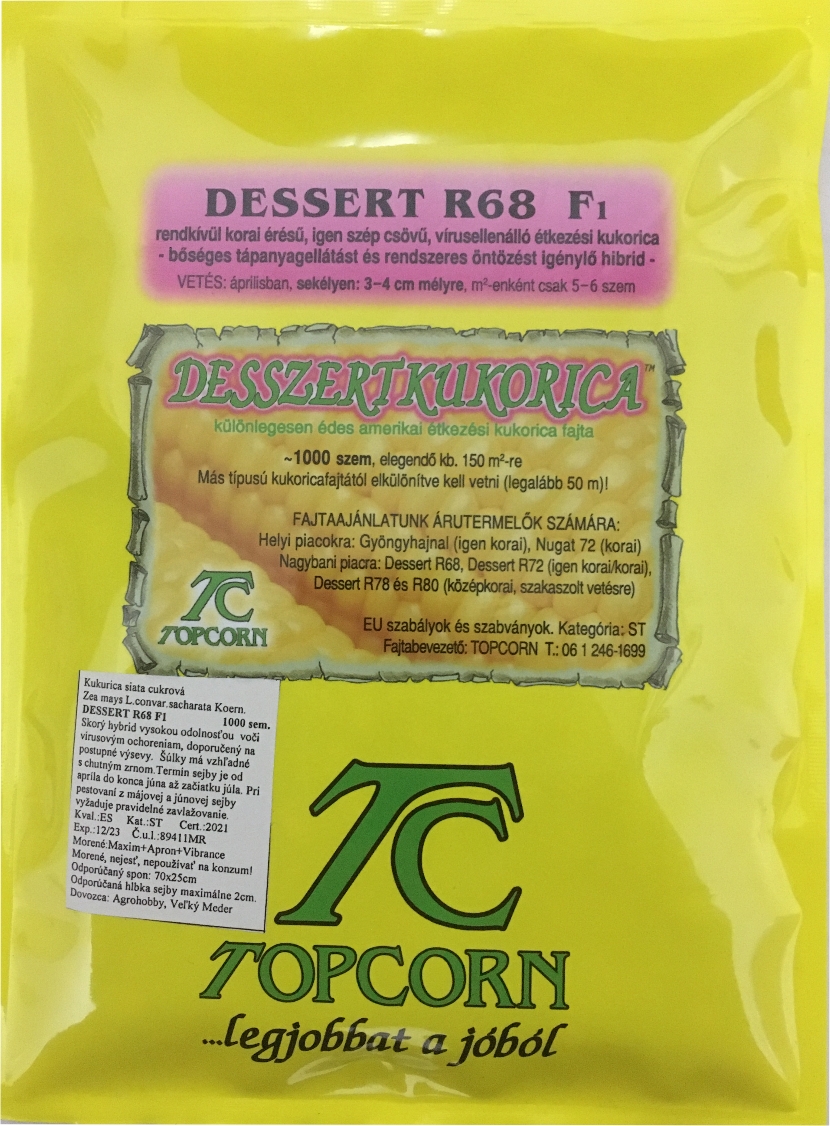 DESSERT R68 F1
rendkívül korai érésű, igen szép csövű, vírusellenálló étkezési kukorica
- bőséges tápanyagellátást és rendszeres öntözést igénylő hibrid -
VETÉS: áprilisban, sekélyen: 3–4 cm mélyre, m²-enként csak 5–6 szem
DESSZERTKUKORICA™
különlegesen édes amerikai étkezési kukorica fajta
~1000 szem, elegendő kb. 150 m²-re
Más típusú kukoricafajtától elkülönítve kell vetni (legalább 50 m)!
FAJTAAJÁNLATUNK ÁRUTERMELŐK SZÁMÁRA:
Helyi piacokra: Gyöngyhajnal (igen korai), Nugat 72 (korai)
Nagybani piacra: Dessert R68, Dessert R72 (igen korai/korai),
Dessert R78 és R80 (középkorai, szakaszolt vetésre)
EU szabályok és szabványok. Kategória: ST
Fajtabevezető: TOPCORN T.: 06 1 246-1699
TC
TOPCORN
Kukurica siata cukrová
Zea mays L.convar.sacharata Koern.
DESSERT R68 F1 1000 sem.
Skorý hybrid vysokou odolnosťou voči
vírusovým ochoreniam, doporučený na
postupné výsevy. Šúlky má vzhľadné
s chutným zrnom.Termín sejby je od
apríla do konca júna až začiatku júla. Pri
pestovaní z májovej a júnovej sejby
vyžaduje pravidelné zavlažovanie.
Kval.:ES Kat.:ST Cert.:2021
Exp.:12/23 Č.u.l.:89411MR
Morené:Maxim+Apron+Vibrance
Morené, nejesť, nepoužívať na konzum!
Odporúčaný spon: 70x25cm
Odporúčaná hlbka sejby maximálne 2cm.
Dovozca: Agrohobby, Veľký Meder
TC
TOPCORN
...legjobbat a jóból